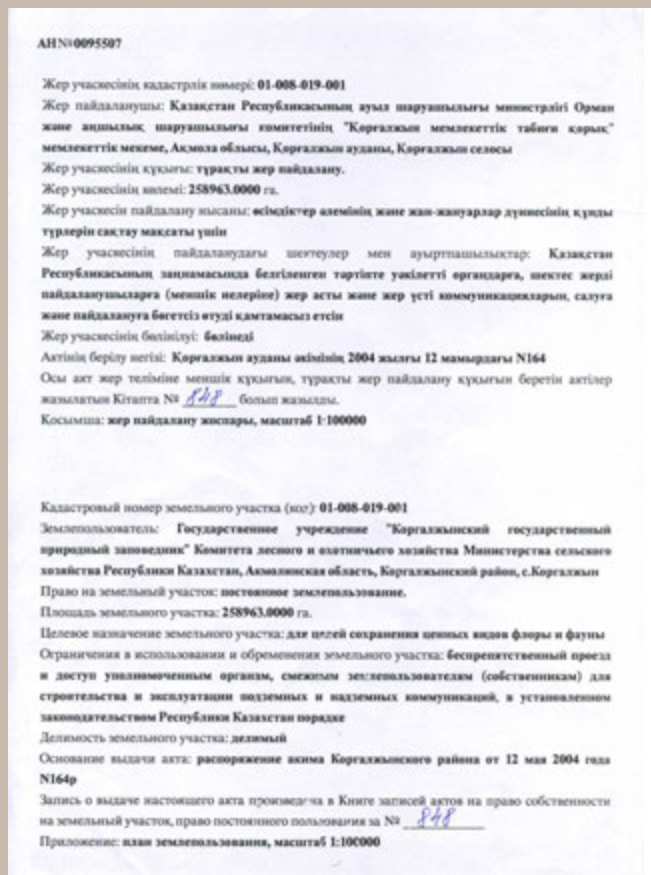 АН №0095507
Жер учаскесінің кадастрлік нөмері: 01-008-019-001
Жер пайдаланушы: Қазақстан Республикасының ауыл шаруашылығы министрлігі Орман
және аңшылық шаруашылығы комитетінің "Қорғалжын мемлекеттік табиғи қорық"
мемлекеттік мекеме, Ақмола облысы, Қорғалжын ауданы, Қорғалжын селосы
Жер учаскесінің құқығы: тұрақты жер пайдалану.
Жер учаскесінің көлемі: 258963.0000 га.
Жер учаскесін пайдалану нысаны: өсімдіктер әлемінің және жан-жануарлар дүниесінің құнды
түрлерін сақтау мақсаты үшін
Жер учаскесінің пайдаланудағы шектеулер мен ауыртпашылықтар: Қазақстан
Республикасының заңнамасында белгіленген тәртіпте уәкілетті органдарға, шектес жерді
пайдаланушыларға (меншік иелеріне) жер асты және жер үсті коммуникацияларын, салуға
және пайдалануға бөгетсіз өтуді қамтамасыз етсін
Жер учаскесінің бөлінілуі: бөлінеді
Актінің берілу негізі: Қорғалжын ауданы әкімінің 2004 жылғы 12 мамырдағы N164
Осы акт жер теліміне меншік құқығын, тұрақты жер пайдалану құқығын беретін актілер
жазылатын Кітапта № 848 болып жазылды.
Қосымша: жер пайдалану жоспары, масштаб 1:100000
Кадастровый номер земельного участка (код): 01-008-019-001
Землепользователь: Государственное учреждение "Коргалжынский государственный
природный заповедник" Комитета лесного и охотничьего хозяйства Министерства сельского
хозяйства Республики Казахстан, Акмолинская область, Коргалжынский район, с.Коргалжын
Право на земельный участок: постоянное землепользование.
Площадь земельного участка: 258963.0000 га.
Целевое назначение земельного участка: для целей сохранения ценных видов флоры и фауны
Ограничения в использовании и обременения земельного участка: беспрепятственный проезд
и доступ уполномоченным органам, смежным землепользователям (собственникам) для
строительства и эксплуатации подземных и надземных коммуникаций, в установленном
законодательством Республики Казахстан порядке
Делимость земельного участка: делимый
Основание выдачи акта: распоряжение акима Коргалжынского района от 12 мая 2004 года
N164р
Запись о выдаче настоящего акта произведена в Книге записей актов на право собственности
на земельный участок, право постоянного пользования за № 848
Приложение: план землепользования, масштаб 1:100000